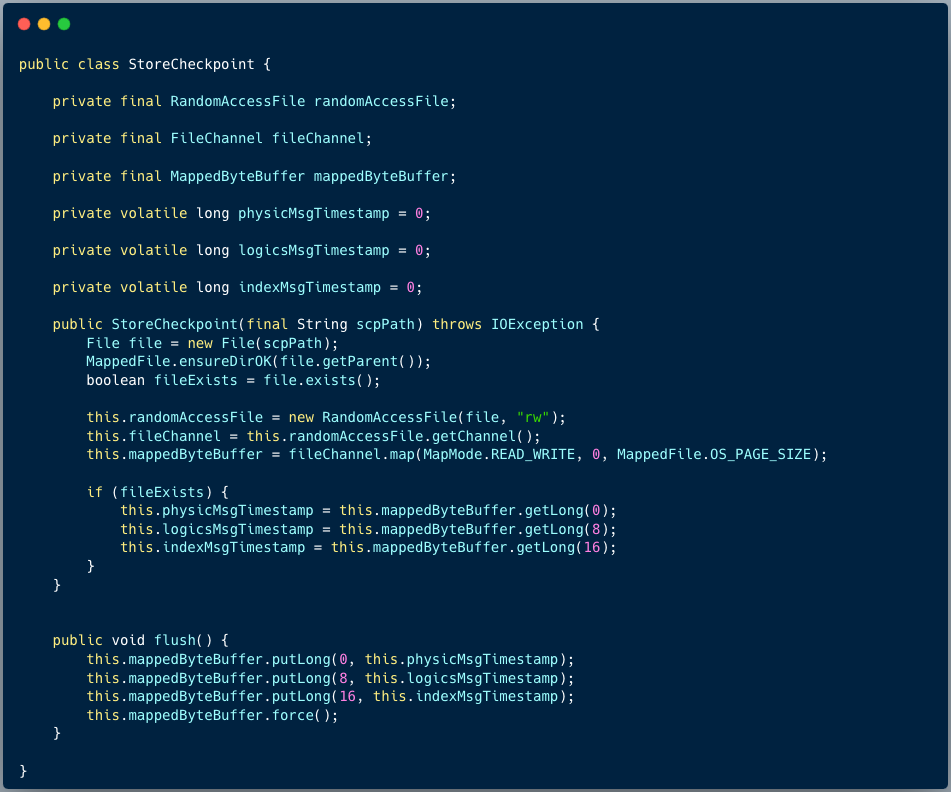 public class StoreCheckpoint {
    private final RandomAccessFile randomAccessFile;
    private final FileChannel fileChannel;
    private final MappedByteBuffer mappedByteBuffer;
    private volatile long physicMsgTimestamp = 0;
    private volatile long logicsMsgTimestamp = 0;
    private volatile long indexMsgTimestamp = 0;
    public StoreCheckpoint(final String scpPath) throws IOException {
        File file = new File(scpPath);
        MappedFile.ensureDirOK(file.getParent());
        boolean fileExists = file.exists();
        this.randomAccessFile = new RandomAccessFile(file, "rw");
        this.fileChannel = this.randomAccessFile.getChannel();
        this.mappedByteBuffer = fileChannel.map(MapMode.READ_WRITE, 0, MappedFile.OS_PAGE_SIZE);
        if (fileExists) {
            this.physicMsgTimestamp = this.mappedByteBuffer.getLong(0);
            this.logicsMsgTimestamp = this.mappedByteBuffer.getLong(8);
            this.indexMsgTimestamp = this.mappedByteBuffer.getLong(16);
        }
    }
    public void flush() {
        this.mappedByteBuffer.putLong(0, this.physicMsgTimestamp);
        this.mappedByteBuffer.putLong(8, this.logicsMsgTimestamp);
        this.mappedByteBuffer.putLong(16, this.indexMsgTimestamp);
        this.mappedByteBuffer.force();
    }
}